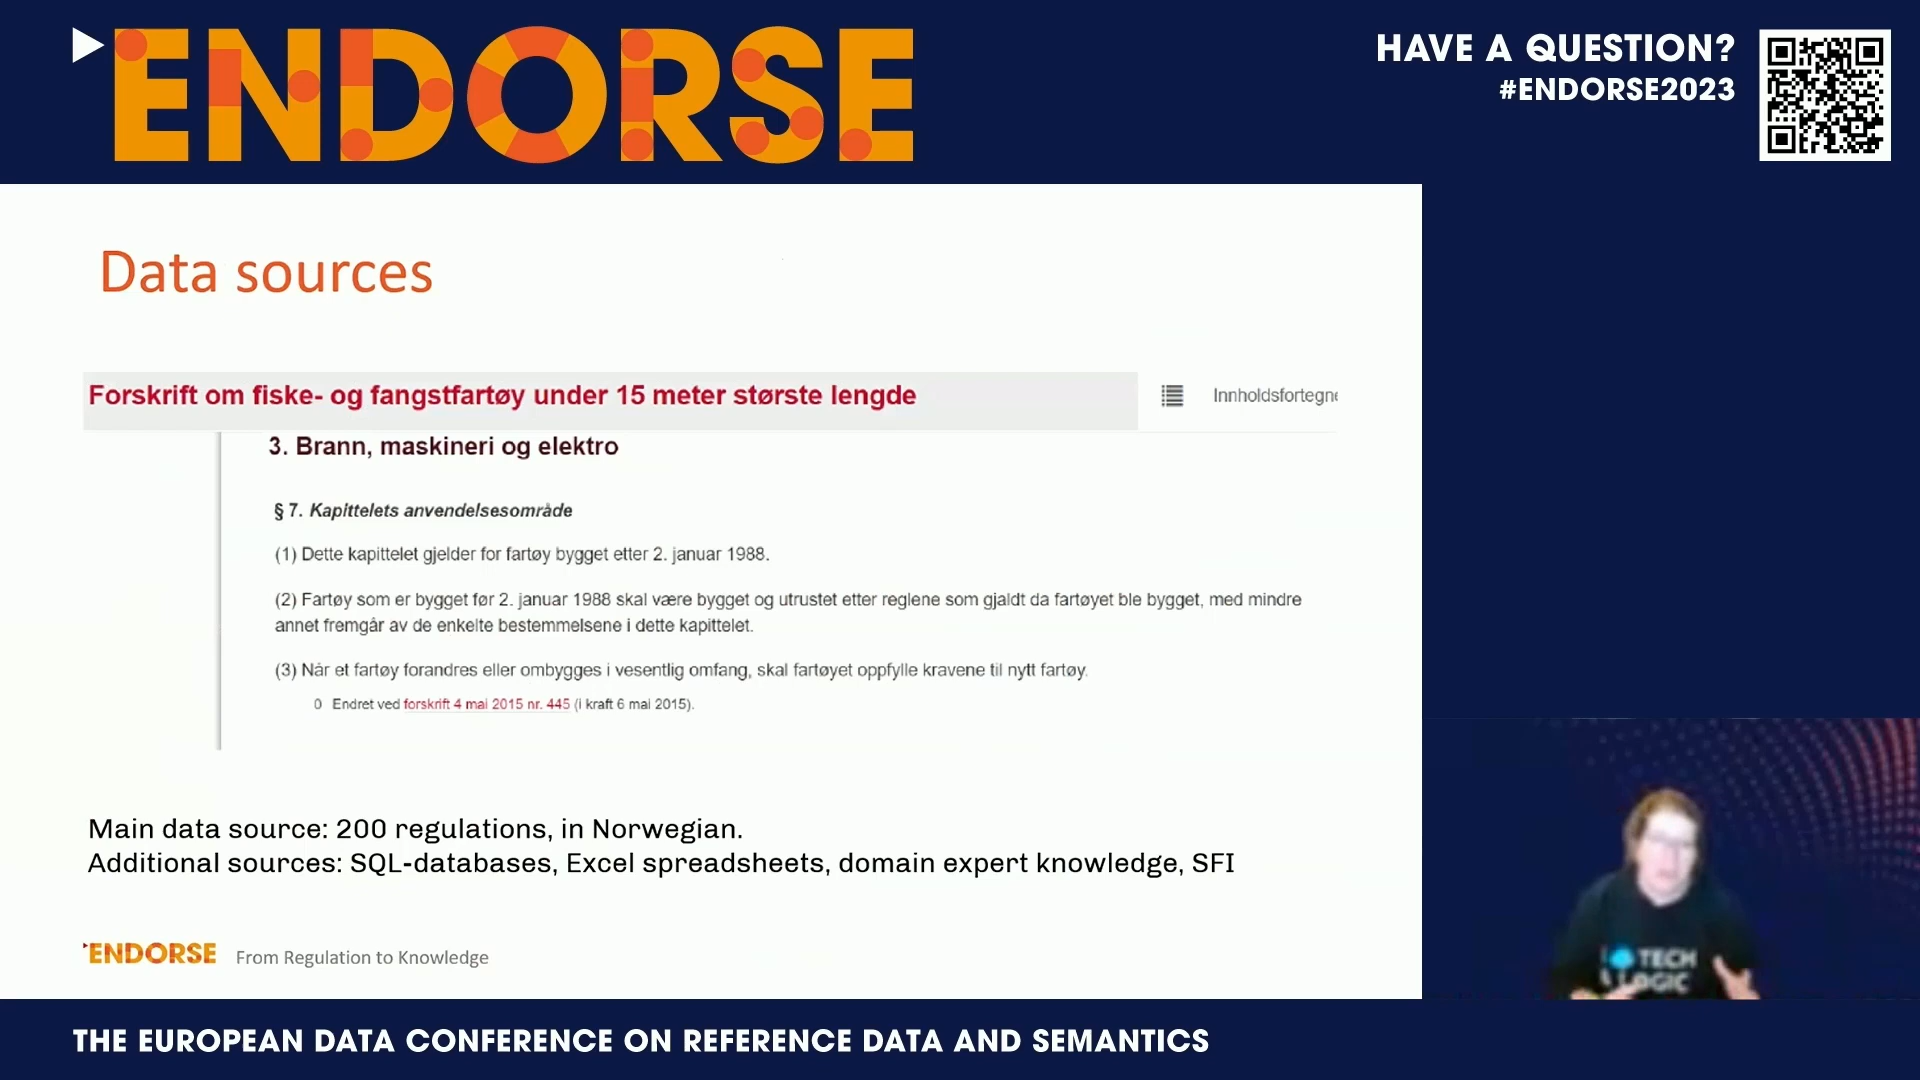 ENDORSE
HAVE A QUESTION?
#ENDORSE2023
Data sources
Forskrift om fiske- og fangstfartøy under 15 meter største lengde
Innholdsfortegne
3. Brann, maskineri og elektro
§ 7. Kapittelets anvendelsesområde
(1) Dette kapittelet gjelder for fartøy bygget etter 2. januar 1988.
(2) Fartøy som er bygget før 2. januar 1988 skal være bygget og utrustet etter reglene som gjaldt da fartøyet ble bygget, med mindre
annet fremgår av de enkelte bestemmelsene i dette kapittelet.
(3) Når et fartøy forandres eller ombygges i vesentlig omfang, skal fartøyet oppfylle kravene til nytt fartøy.
0 Endret ved forskrift 4 mai 2015 nr. 445 (i kraft 6 mai 2015).
Main data source: 200 regulations, in Norwegian.
Additional sources: SQL-databases, Excel spreadsheets, domain expert knowledge, SFI
ENDORSE From Regulation to Knowledge
TECH
LOGIC
THE EUROPEAN DATA CONFERENCE ON REFERENCE DATA AND SEMANTICS